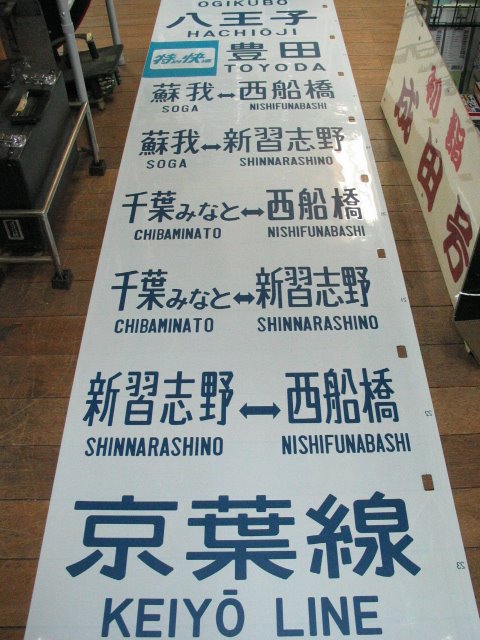 OGIKUBO
八王子
HACHIŌJI
特別快速 豊田
TOYODA
蘇我↔西船橋
SOGA NISHIFUNABASHI
蘇我↔新習志野
SOGA SHINNARASHINO
千葉みなと↔西船橋
CHIBAMINATO NISHIFUNABASHI
千葉みなと↔新習志野
CHIBAMINATO SHINNARASHINO
新習志野↔西船橋
SHINNARASHINO NISHIFUNABASHI
京葉線
KEIYŌ LINE